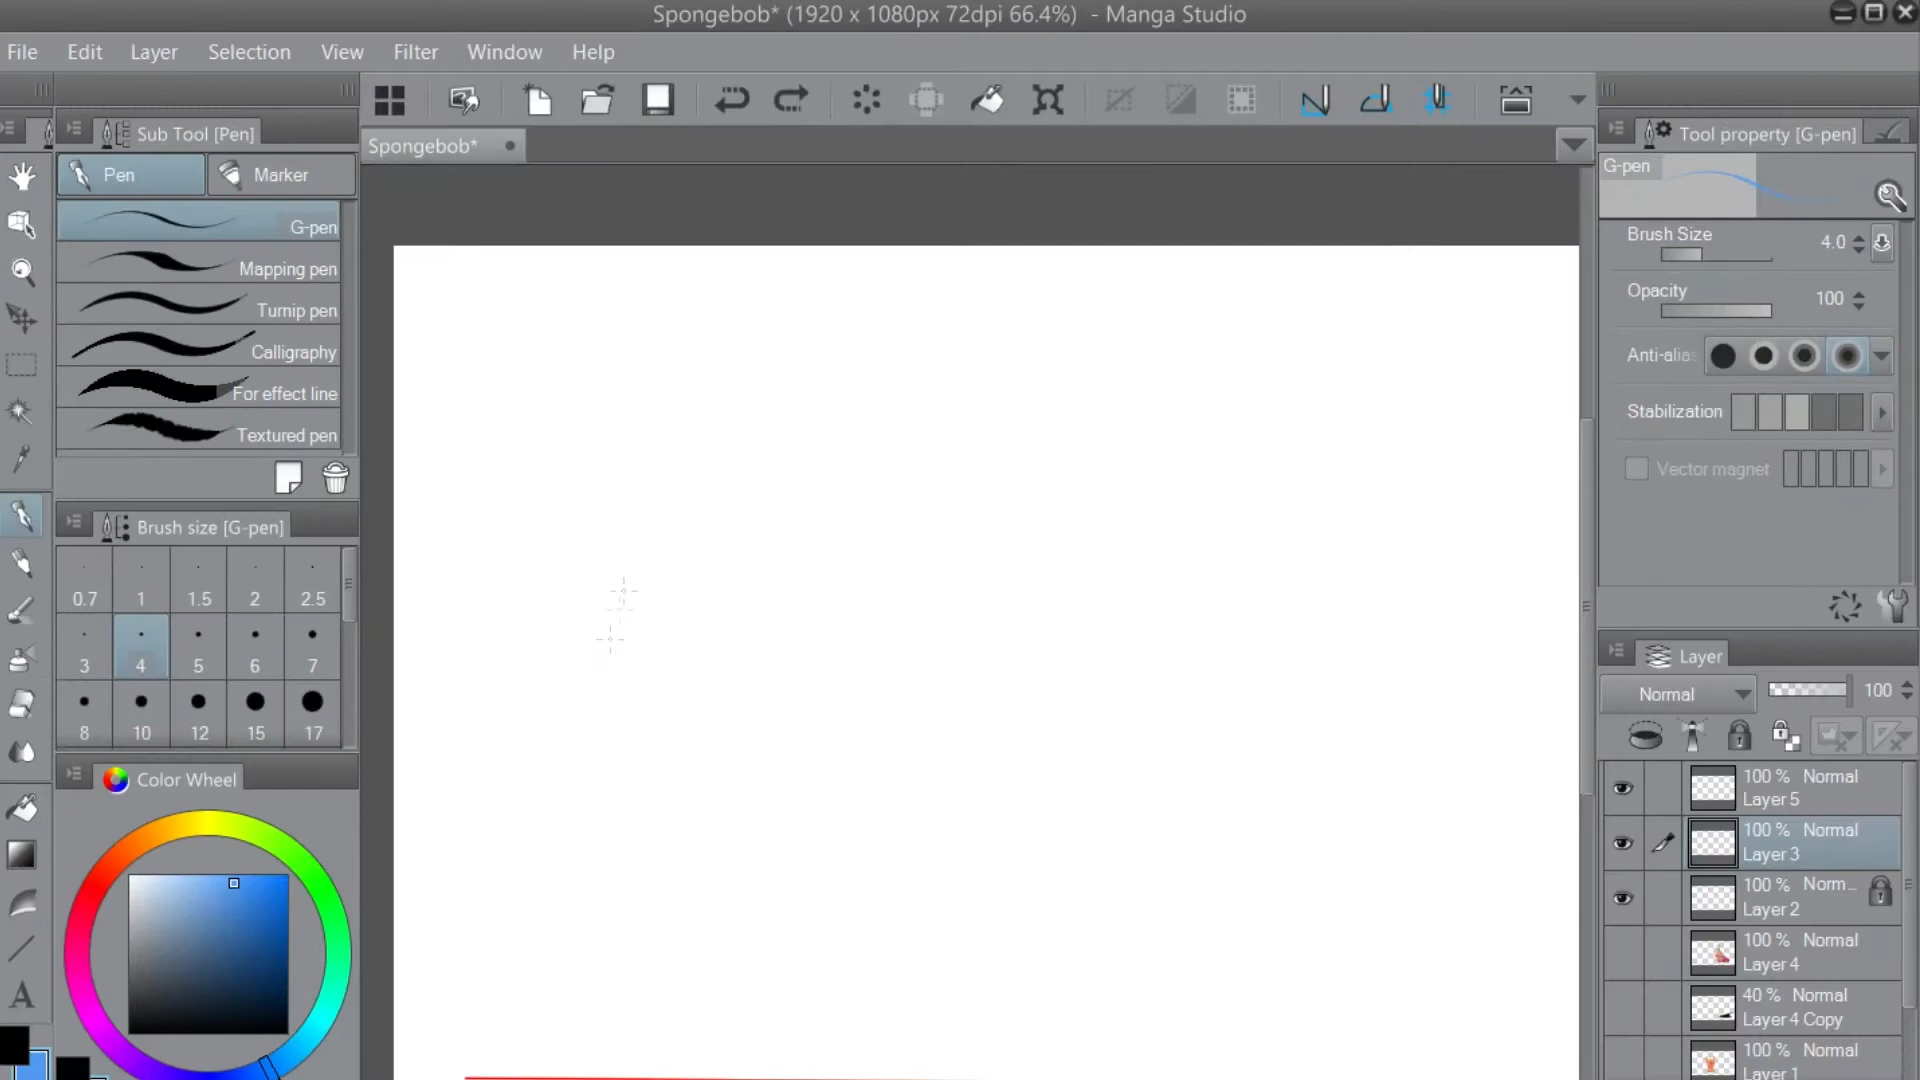 Spongebob* (1920 x 1080px 72dpi 66.4%) - Manga Studio
File Edit Layer Selection View Filter Window Help
Sub Tool [Pen]
Spongebob*
Tool property [G-pen]
Pen Marker
G-pen
G-pen
Mapping pen
Turnip pen
Calligraphy
For effect line
Textured pen
Brush Size 4.0
Opacity 100
Anti-alias
Stabilization
Vector magnet
Brush size [G-pen]
0.7 1 1.5 2 2.5
3 4 5 6 7
8 10 12 15 17
Color Wheel
A
Layer
Normal 100
100 % Normal
Layer 5
100 % Normal
Layer 3
100 % Norm...
Layer 2
100 % Normal
Layer 4
40 % Normal
Layer 4 Copy
100 % Normal
Layer 1